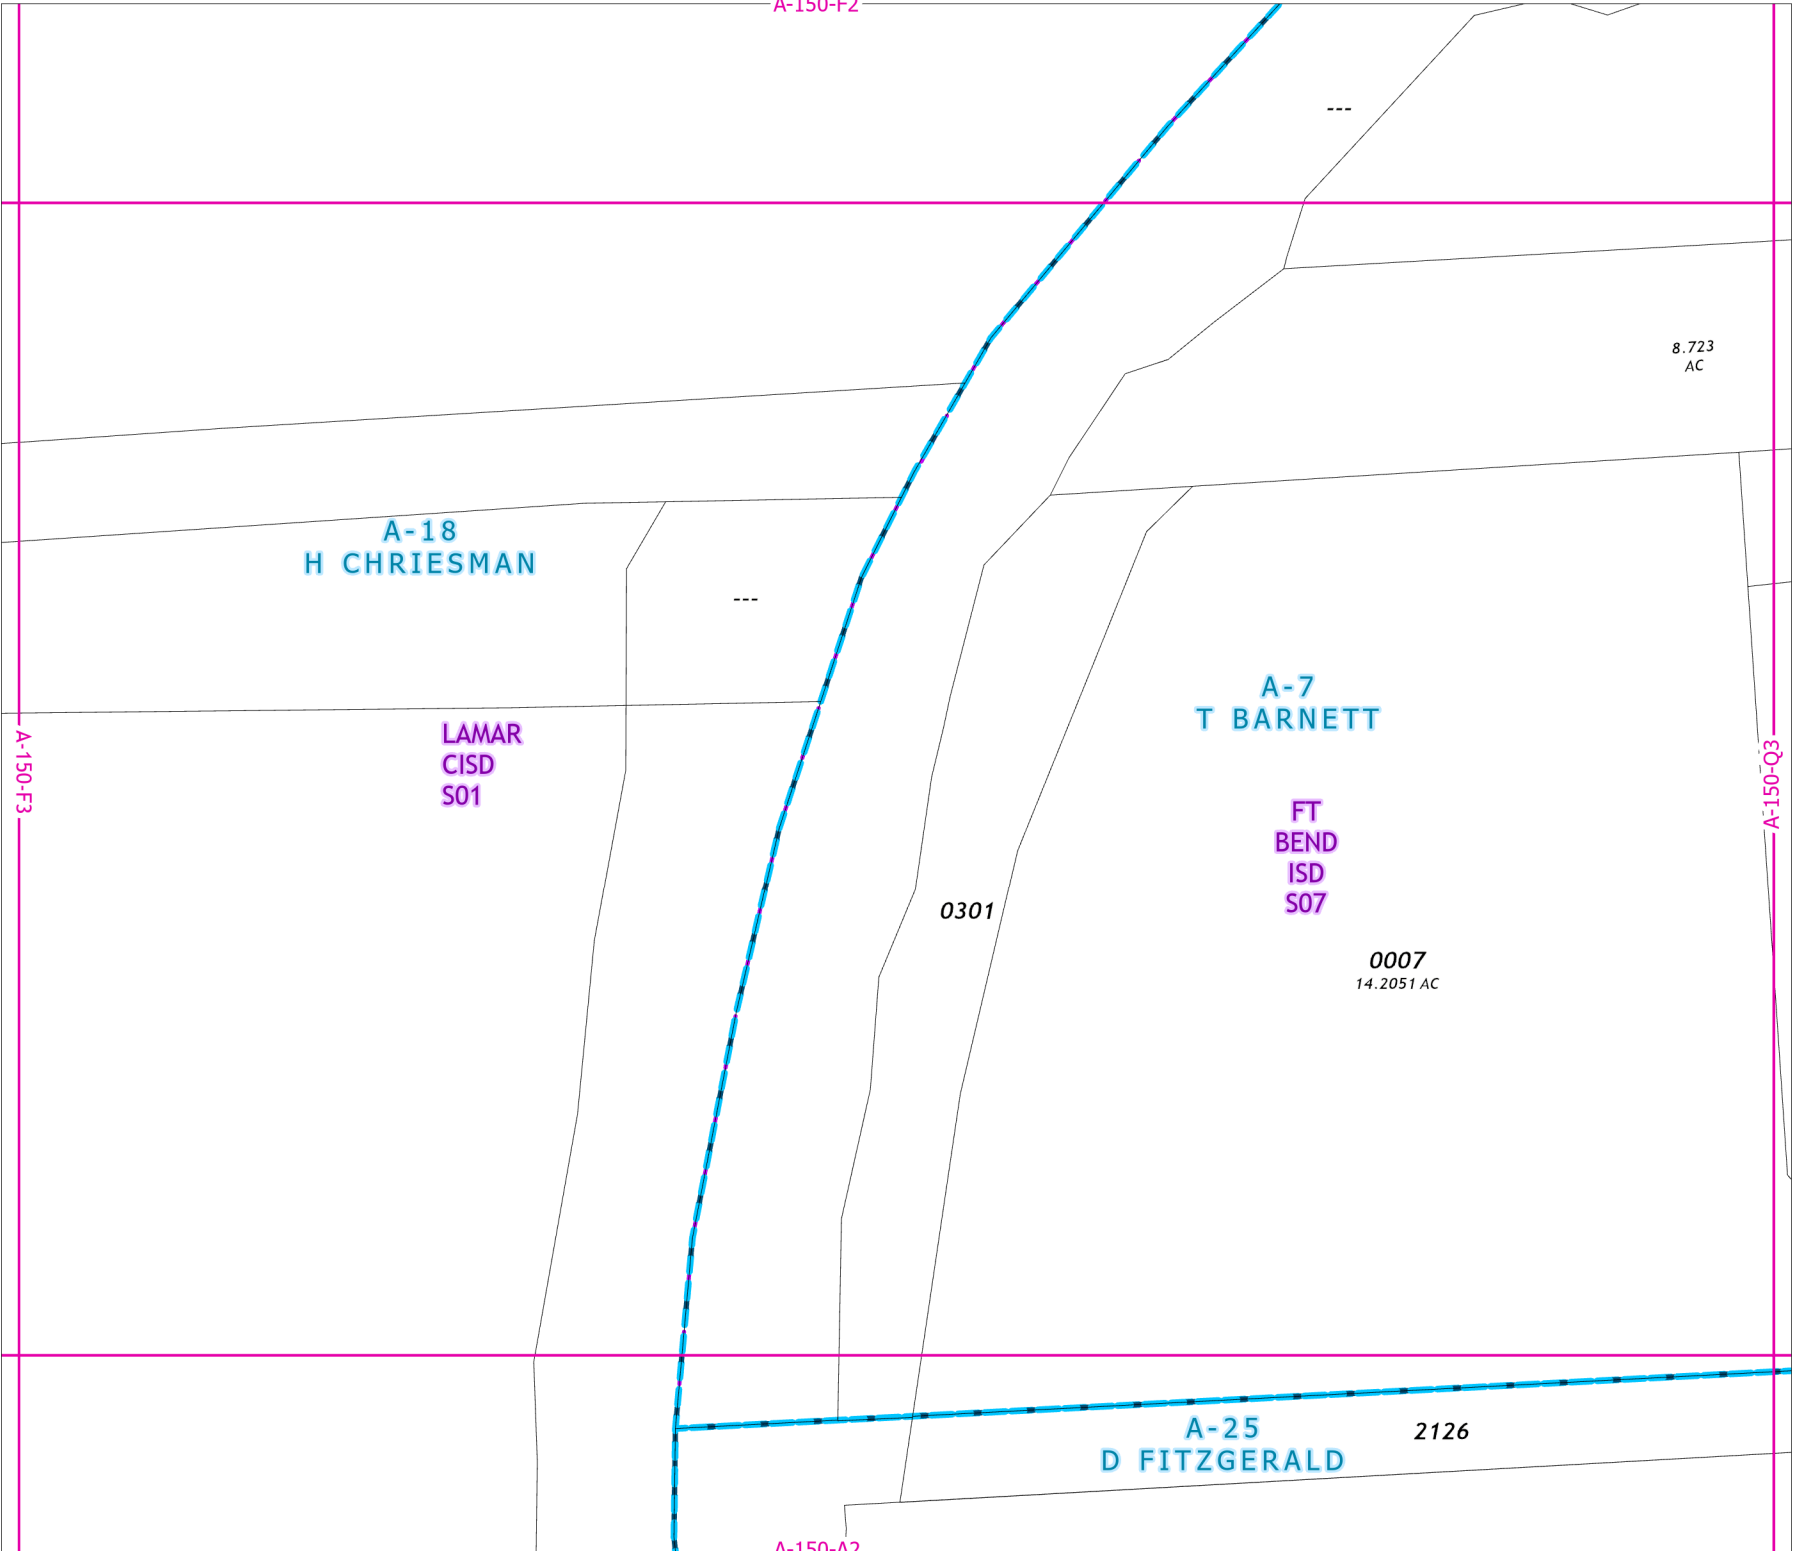 A-150-F2
---
8.723
AC
A-18
H CHRIESMAN
---
A-7
T BARNETT
LAMAR
CISD
S01
A-150-F3
A-150-Q3
FT
BEND
ISD
S07
0301
0007
14.2051 AC
A-25
D FITZGERALD
2126
A-150-A2